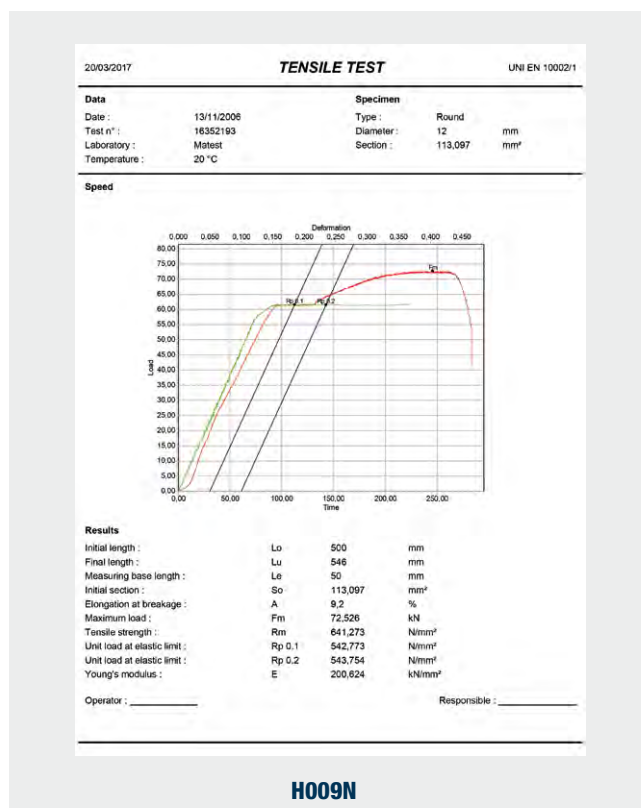 20/03/2017 TENSILE TEST UNI EN 10002/1
Data Specimen
Date : 13/11/2006 Type : Round
Test n° : 16352193 Diameter : 12 mm
Laboratory : Matest Section : 113,097 mm²
Temperature : 20 °C
Speed
Deformation
0,000 0,050 0,100 0,150 0,200 0,250 0,300 0,350 0,400 0,450
80,00
75,00
70,00
65,00
60,00
55,00
50,00
45,00
40,00
35,00
30,00
25,00
20,00
15,00
10,00
5,00
0,00
Load
Fm
Rp 0.1 Rp 0.2
0,00 50,00 100,00 150,00 200,00 250,00
Time
Results
Initial length : Lo 500 mm
Final length : Lu 546 mm
Measuring base length : Le 50 mm
Initial section : So 113,097 mm²
Elongation at breakage : A 9,2 %
Maximum load : Fm 72,526 kN
Tensile strength : Rm 641,273 N/mm²
Unit load at elastic limit : Rp 0.1 542,773 N/mm²
Unit load at elastic limit : Rp 0.2 543,754 N/mm²
Young's modulus : E 200,624 kN/mm²
Operator : Responsible :
H009N